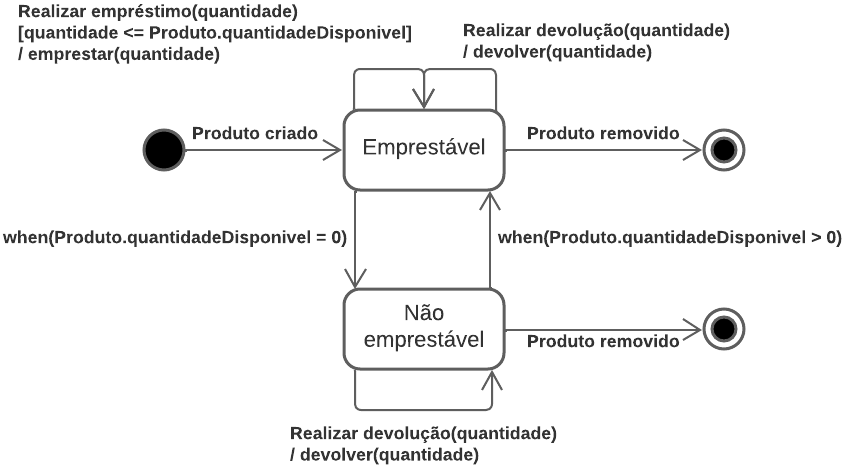 Realizar empréstimo(quantidade)
[quantidade <= Produto.quantidadeDisponivel]
/ emprestar(quantidade)
Realizar devolução(quantidade)
/ devolver(quantidade)
Produto criado
Emprestável
Produto removido
when(Produto.quantidadeDisponivel = 0)
when(Produto.quantidadeDisponivel > 0)
Não
emprestável
Produto removido
Realizar devolução(quantidade)
/ devolver(quantidade)